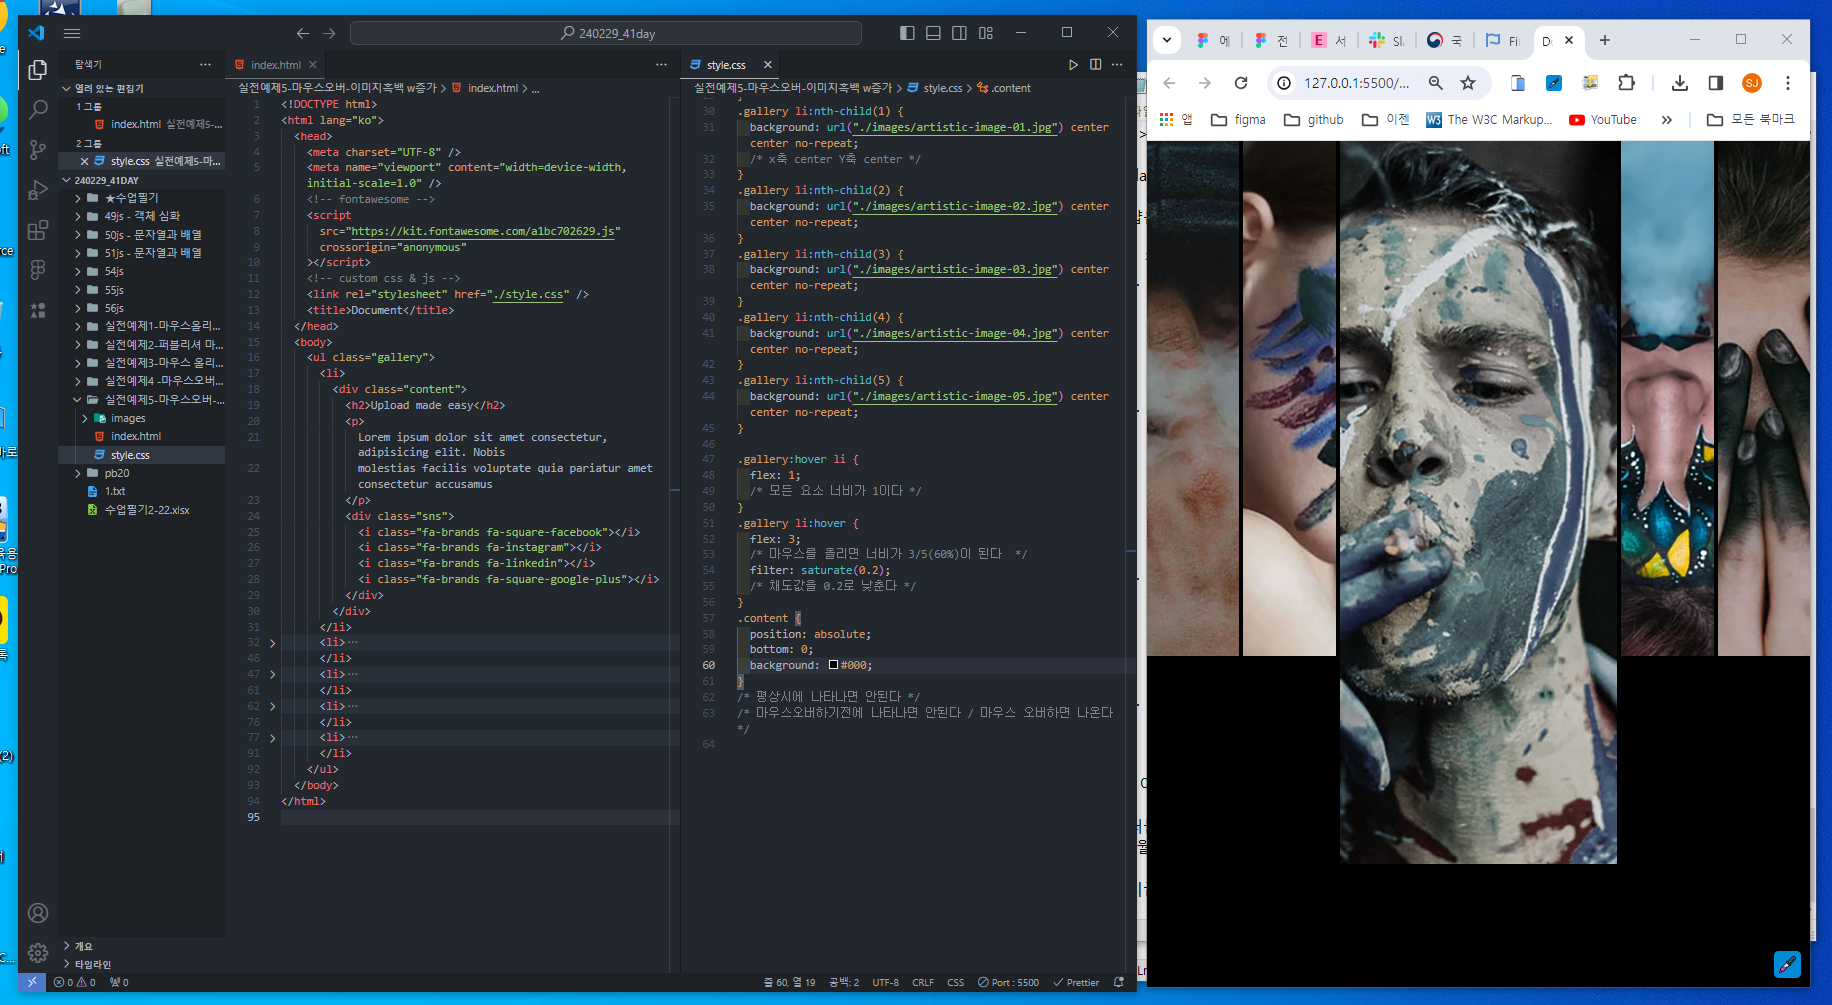 240229_41day
탐색기
index.html
style.css
열려 있는 편집기
1 그룹
index.html 실전예제5-...
2 그룹
style.css 실전예제5-마...
240229_41DAY
★수업필기
49js - 객체 심화
50js - 문자열과 배열
51js - 문자열과 배열
54js
55js
56js
실전예제1-마우스올리...
실전예제2-퍼블리셔 마...
실전예제3-마우스 올리...
실전예제4 -마우스오버...
실전예제5-마우스오버-...
images
index.html
style.css
pb20
1.txt
수업필기2-22.xlsx
개요
타임라인
실전예제5-마우스오버-이미지흑백 w증가 > index.html > ...
1 <!DOCTYPE html>
2 <html lang="ko">
3 <head>
4 <meta charset="UTF-8" />
5 <meta name="viewport" content="width=device-width,
initial-scale=1.0" />
6 <!-- fontawesome -->
7 <script
8 src="https://kit.fontawesome.com/a1bc702629.js"
9 crossorigin="anonymous"
10 ></script>
11 <!-- custom css & js -->
12 <link rel="stylesheet" href="./style.css" />
13 <title>Document</title>
14 </head>
15 <body>
16 <ul class="gallery">
17 <li>
18 <div class="content">
19 <h2>Upload made easy</h2>
20 <p>
21 Lorem ipsum dolor sit amet consectetur,
adipisicing elit. Nobis
22 molestias facilis voluptate quia pariatur amet
consectetur accusamus
23 </p>
24 <div class="sns">
25 <i class="fa-brands fa-square-facebook"></i>
26 <i class="fa-brands fa-instagram"></i>
27 <i class="fa-brands fa-linkedin"></i>
28 <i class="fa-brands fa-square-google-plus"></i>
29 </div>
30 </div>
31 </li>
32 <li>...
46 </li>
47 <li>...
61 </li>
62 <li>...
76 </li>
77 <li>...
91 </li>
92 </ul>
93 </body>
94 </html>
95
실전예제5-마우스오버-이미지흑백 w증가 > style.css > .content
30 .gallery li:nth-child(1) {
31 background: url("./images/artistic-image-01.jpg") center
center no-repeat;
32 /* x축 center Y축 center */
33 }
34 .gallery li:nth-child(2) {
35 background: url("./images/artistic-image-02.jpg") center
center no-repeat;
36 }
37 .gallery li:nth-child(3) {
38 background: url("./images/artistic-image-03.jpg") center
center no-repeat;
39 }
40 .gallery li:nth-child(4) {
41 background: url("./images/artistic-image-04.jpg") center
center no-repeat;
42 }
43 .gallery li:nth-child(5) {
44 background: url("./images/artistic-image-05.jpg") center
center no-repeat;
45 }
46
47 .gallery:hover li {
48 flex: 1;
49 /* 모든 요소 너비가 1이다 */
50 }
51 .gallery li:hover {
52 flex: 3;
53 /* 마우스를 올리면 너비가 3/5(60%)이 된다 */
54 filter: saturate(0.2);
55 /* 채도값을 0.2로 낮춘다 */
56 }
57 .content {
58 position: absolute;
59 bottom: 0;
60 background: #000;
61 }
62 /* 평상시에 나타나면 안된다 */
63 /* 마우스오버하기전에 나타나면 안된다 / 마우스 오버하면 나온다
*/
64
0 0 0
줄 60, 열 19 공백: 2 UTF-8 CRLF CSS Port : 5500 Prettier
에 전 서 Sl 국 Fi D
127.0.0.1:5500/... SJ
앱 figma github 이젠 The W3C Markup... YouTube 모든 북마크